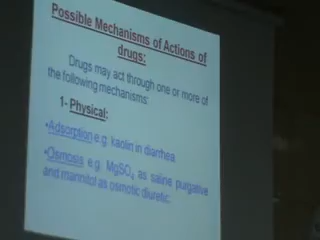 Possible Mechanisms of Actions of
drugs:
Drugs may act through one or more of
the following mechanisms:
1- Physical:
•Adsorption e.g. kaolin in diarrhea
•Osmosis e.g. MgSO4 as saline purgative
and mannitol as osmotic diuretic.